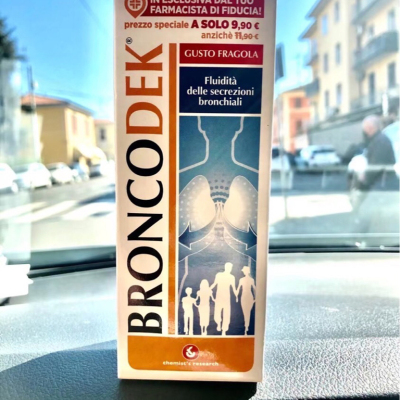 IN ESCLUSIVA DAL TUO
FARMACISTA DI FIDUCIA!
prezzo speciale A SOLO 9,90 €
anzichè 11,90 €
GUSTO FRAGOLA
BRONCODEK®
Fluidità
delle secrezioni
bronchiali
chemist's research